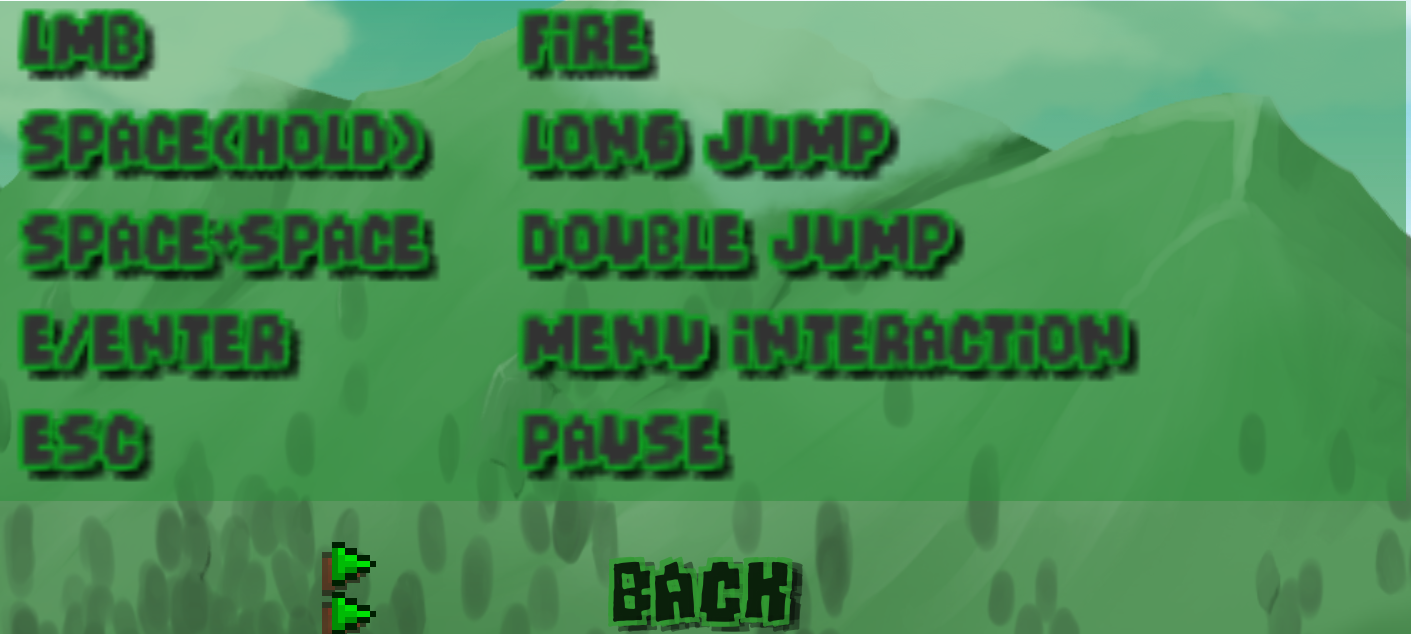 LMB FiRE
SPACE(HOLD) LONG JUMP
SPACE+SPACE DOUBLE JUMP
E/ENTER MENU iNTERACTiON
ESC PAUSE
BACK